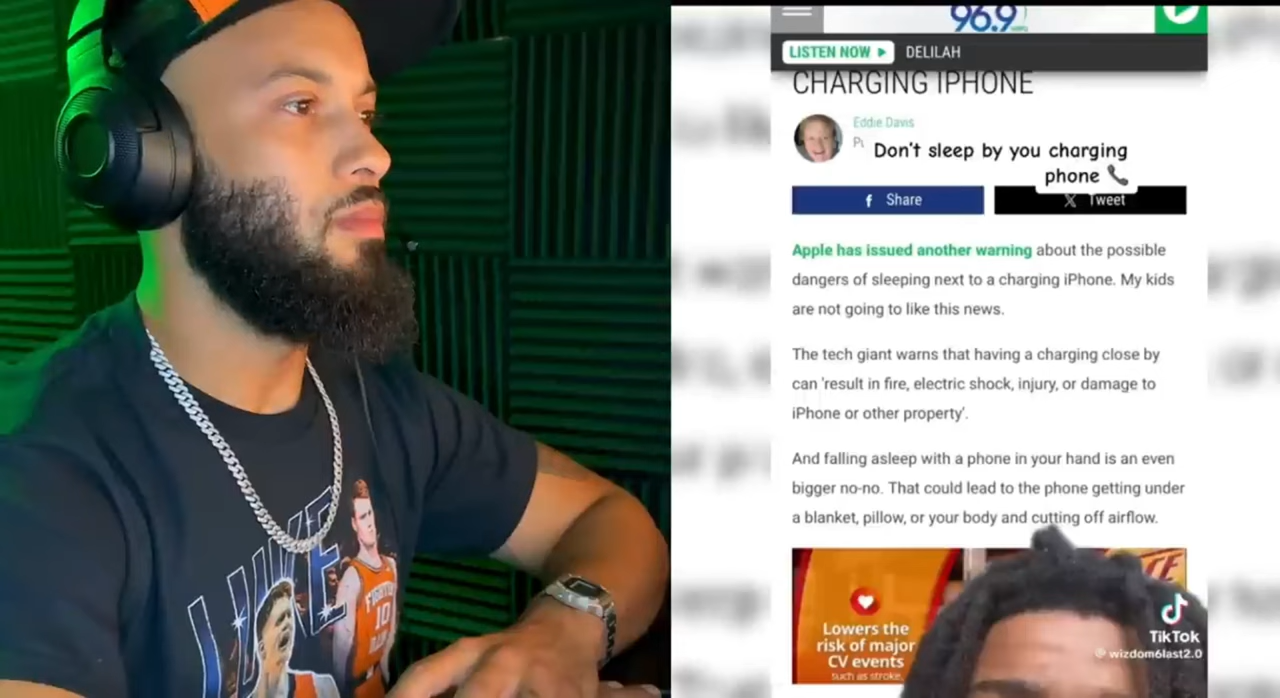 96.9
LISTEN NOW
DELILAH
CHARGING IPHONE
Eddie Davis
Don't sleep by you charging
phone 📞
Share
Tweet
Apple has issued another warning about the possible
dangers of sleeping next to a charging iPhone. My kids
are not going to like this news.
The tech giant warns that having a charging close by
can 'result in fire, electric shock, injury, or damage to
iPhone or other property'.
And falling asleep with a phone in your hand is an even
bigger no-no. That could lead to the phone getting under
a blanket, pillow, or your body and cutting off airflow.
Lowers the
risk of major
CV events
such as stroke,
TikTok
wizdom6last2.0
LUKE
10